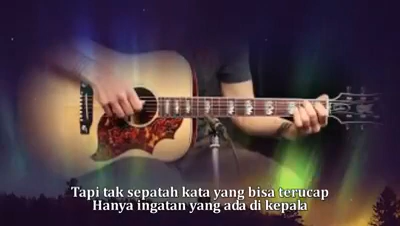 Tapi tak sepatah kata yang bisa terucap
Hanya ingatan yang ada di kepala